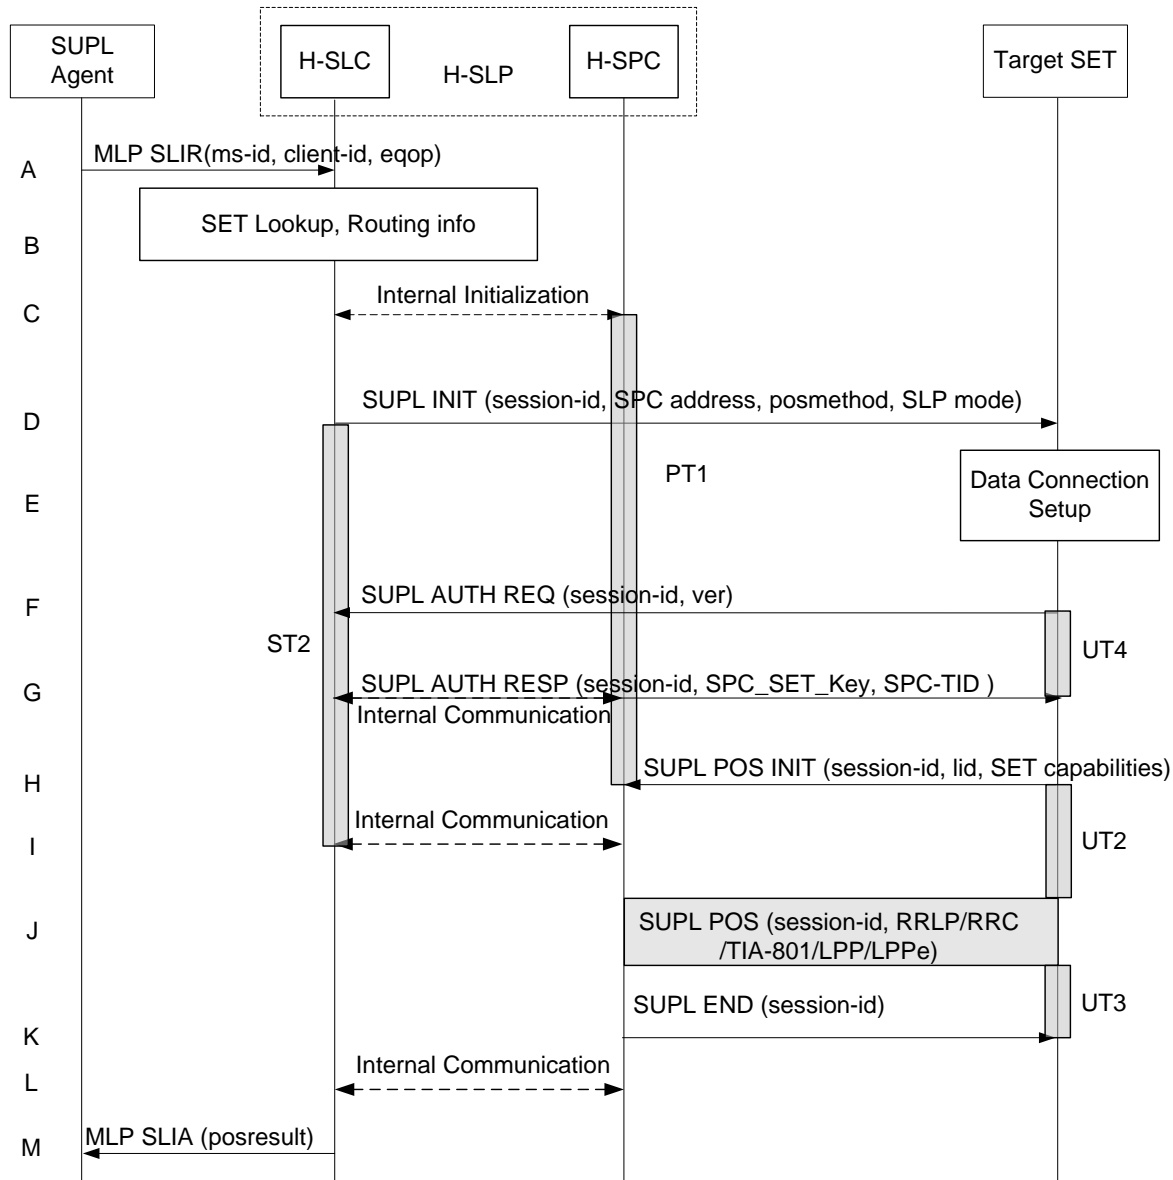 SUPL
Agent
H-SLC
H-SLP
H-SPC
Target SET
A
MLP SLIR(ms-id, client-id, eqop)
B
SET Lookup, Routing info
C
Internal Initialization
D
SUPL INIT (session-id, SPC address, posmethod, SLP mode)
E
PT1
Data Connection
Setup
F
SUPL AUTH REQ (session-id, ver)
ST2
UT4
G
SUPL AUTH RESP (session-id, SPC_SET_Key, SPC-TID )
Internal Communication
H
SUPL POS INIT (session-id, lid, SET capabilities)
I
Internal Communication
UT2
J
SUPL POS (session-id, RRLP/RRC
/TIA-801/LPP/LPPe)
K
SUPL END (session-id)
UT3
L
Internal Communication
M
MLP SLIA (posresult)